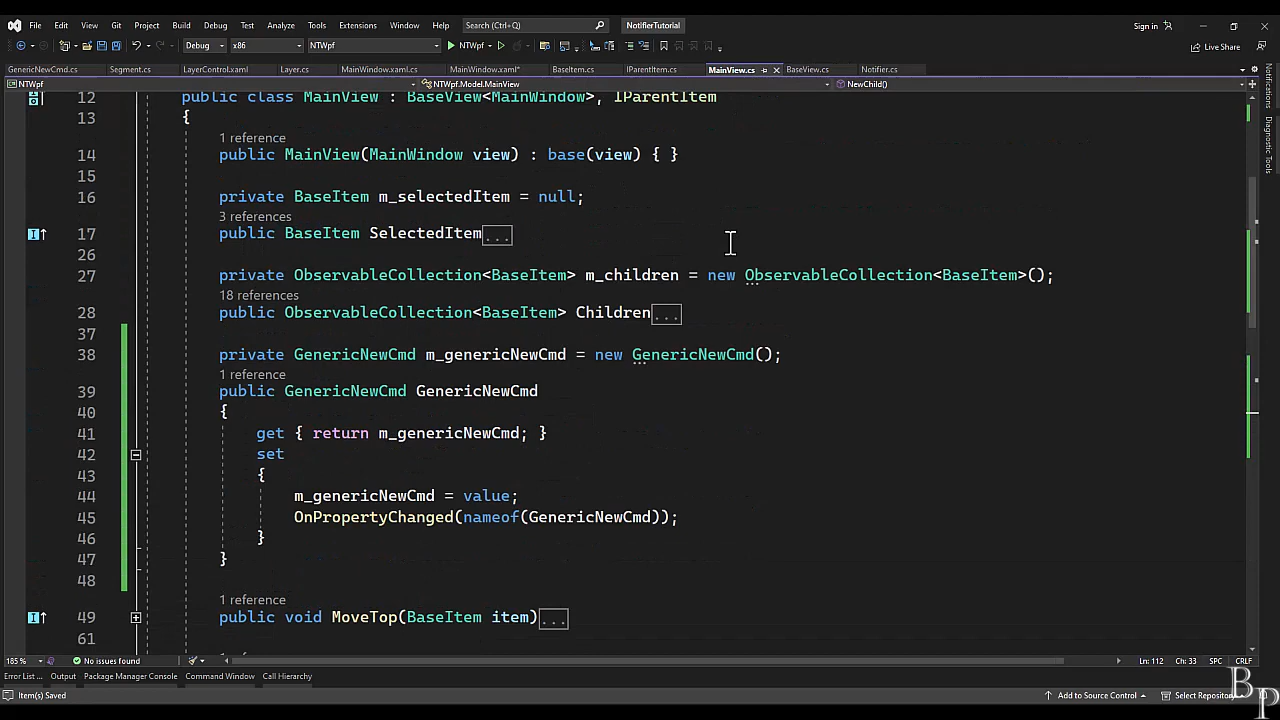 File Edit View Git Project Build Debug Test Analyze Tools Extensions Window Help Search (Ctrl+Q) NotifierTutorial Sign in
Debug x86 NTWpf NTWpf Live Share
GenericNewCmd.cs Segment.cs LayerControl.xaml Layer.cs MainWindow.xaml.cs MainWindow.xaml* BaseItem.cs IParentItem.cs MainView.cs BaseView.cs Notifier.cs
NTWpf NTWpf.Model.MainView NewChild()
12 public class MainView : BaseView<MainWindow>, IParentItem
13 {
1 reference
14 public MainView(MainWindow view) : base(view) { }
15
16 private BaseItem m_selectedItem = null;
3 references
17 public BaseItem SelectedItem...
26
27 private ObservableCollection<BaseItem> m_children = new ObservableCollection<BaseItem>();
18 references
28 public ObservableCollection<BaseItem> Children...
37
38 private GenericNewCmd m_genericNewCmd = new GenericNewCmd();
1 reference
39 public GenericNewCmd GenericNewCmd
40 {
41 get { return m_genericNewCmd; }
42 set
43 {
44 m_genericNewCmd = value;
45 OnPropertyChanged(nameof(GenericNewCmd));
46 }
47 }
48
1 reference
49 public void MoveTop(BaseItem item)...
61
185 % No issues found Ln: 112 Ch: 33 SPC CRLF
Error List ... Output Package Manager Console Command Window Call Hierarchy
Item(s) Saved Add to Source Control Select Repository
Notifications
Diagnostic Tools
B
P